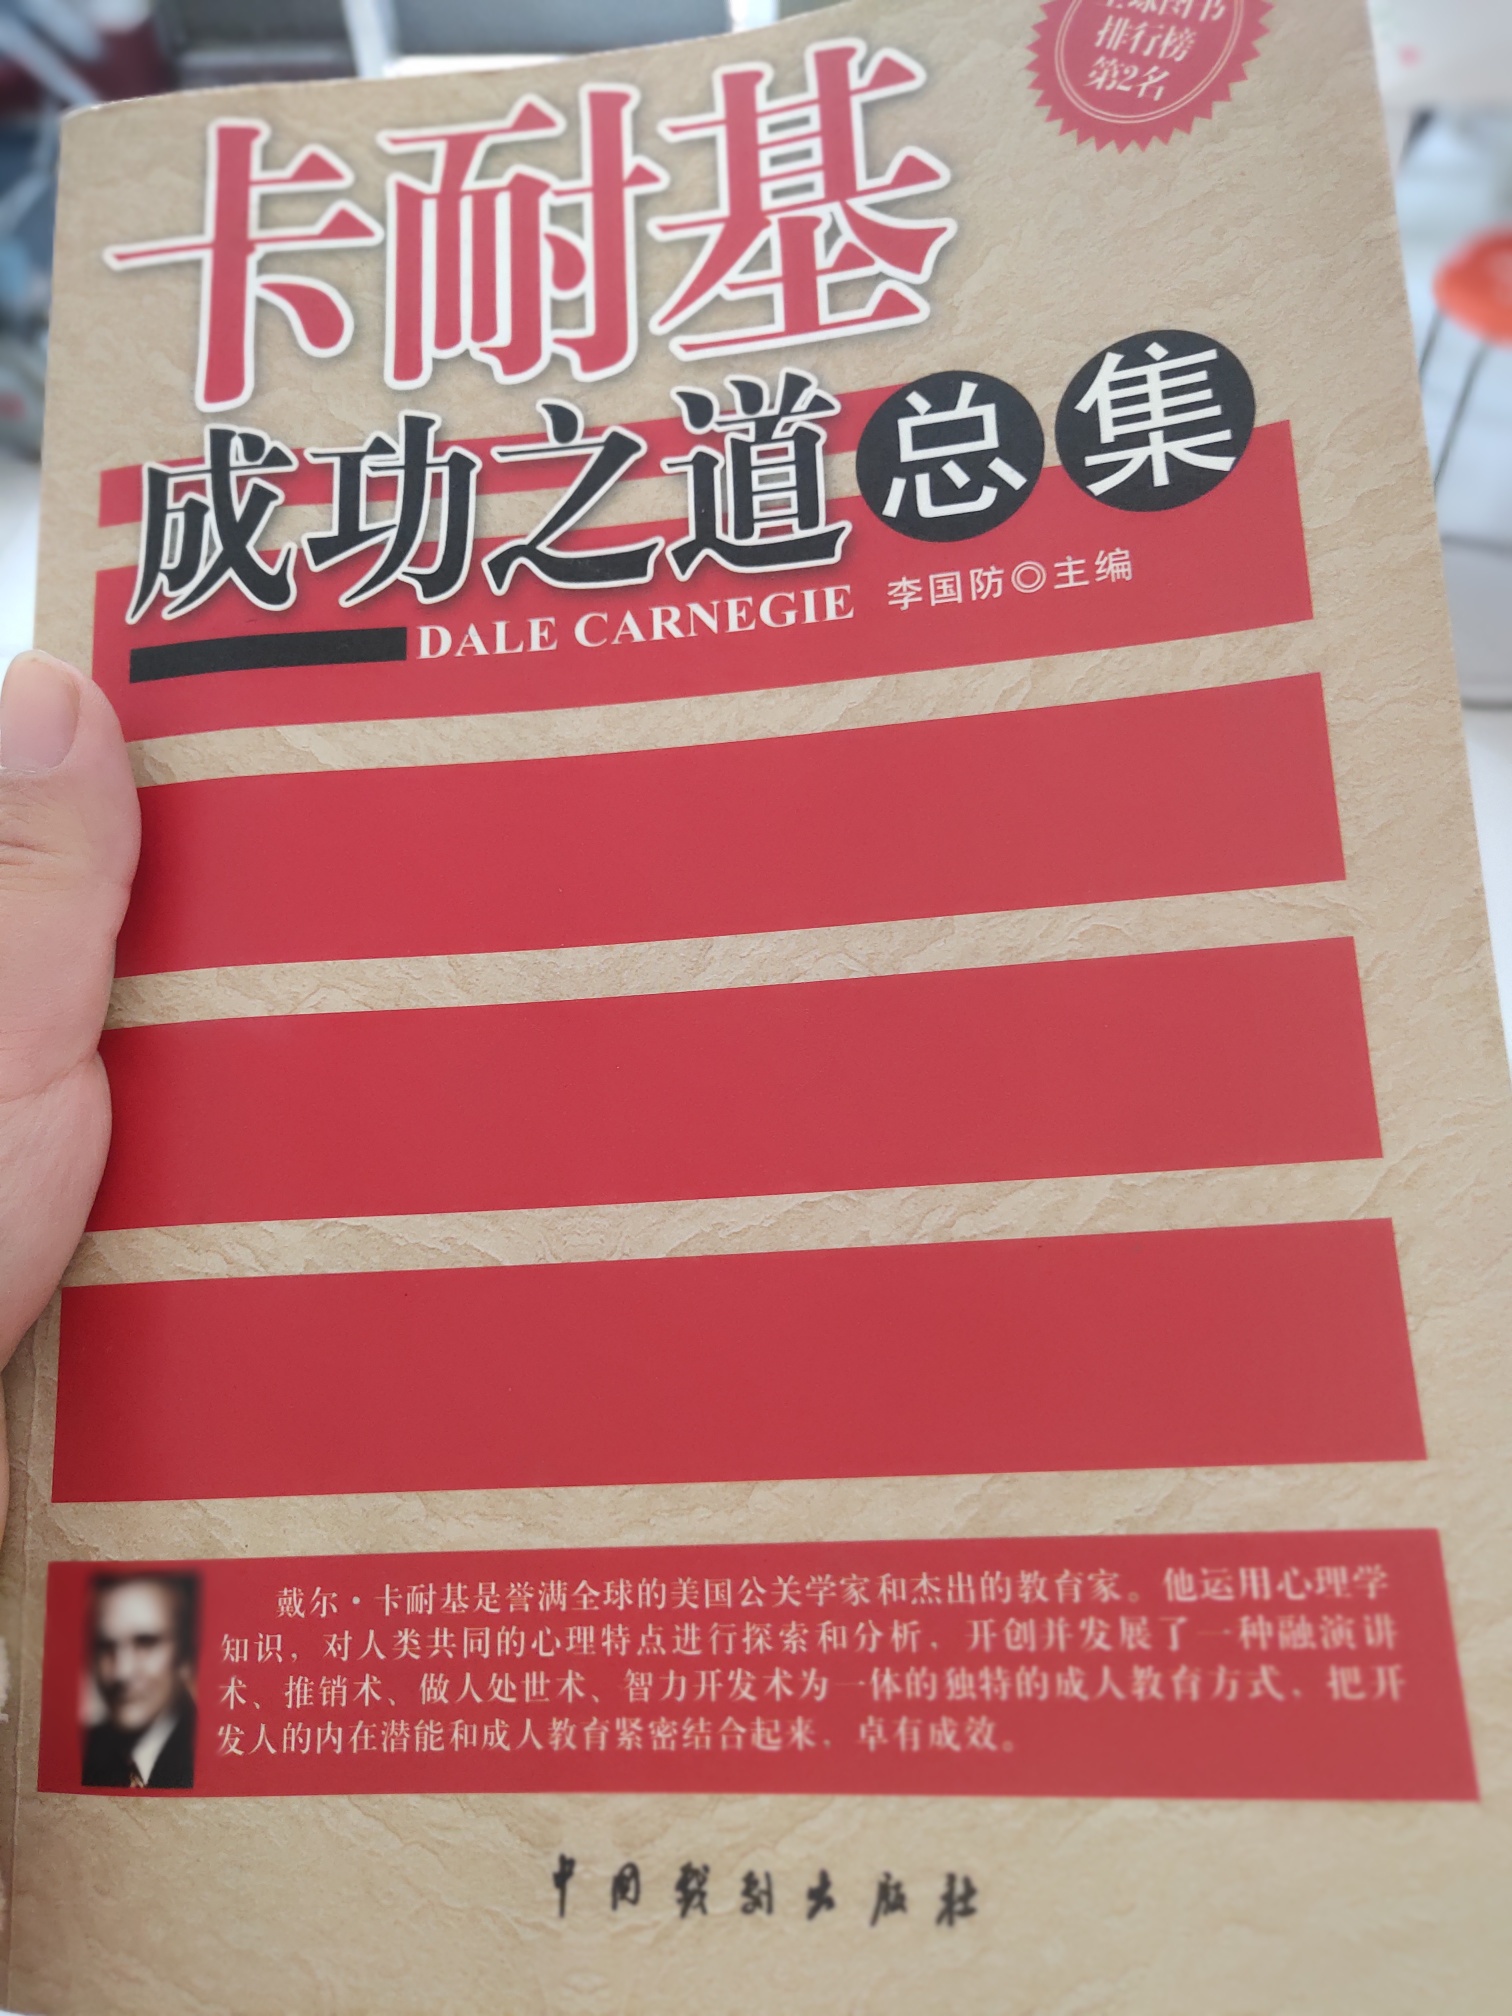 全球图书
排行榜
第2名
卡耐基
成功之道总集
DALE CARNEGIE 李国防◎主编
戴尔·卡耐基是誉满全球的美国公关学家和杰出的教育家。他运用心理学
知识，对人类共同的心理特点进行探索和分析，开创并发展了一种融演讲
术、推销术、做人处世术、智力开发术为一体的独特的成人教育方式，把开
发人的内在潜能和成人教育紧密结合起来，卓有成效。
中国戏剧出版社